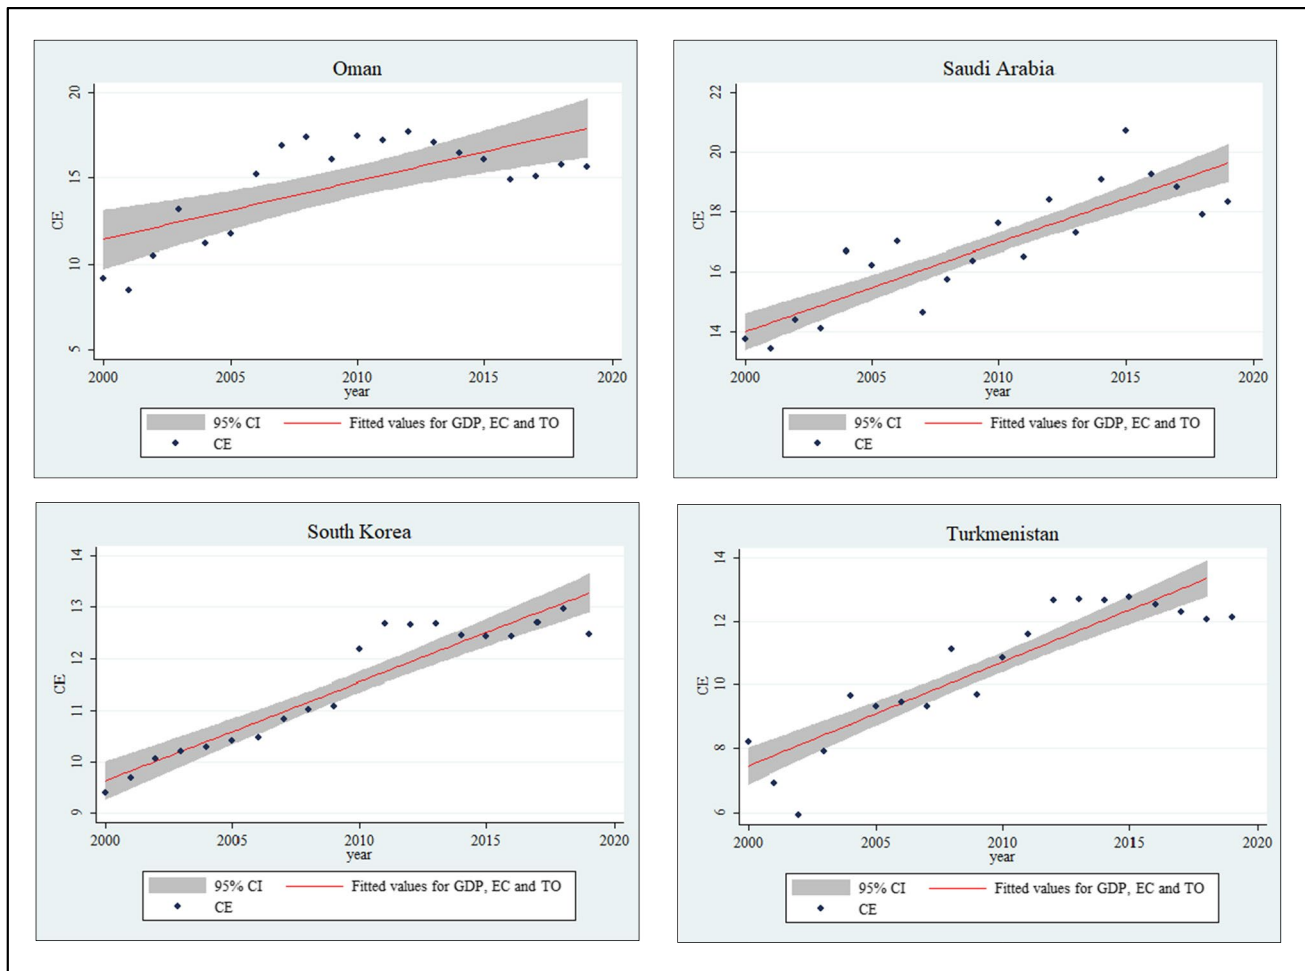 Oman
CE
20
15
10
5
2000 2005 2010 2015 2020
year
95% CI Fitted values for GDP, EC and TO
CE
Saudi Arabia
CE
22
20
18
16
14
2000 2005 2010 2015 2020
year
95% CI Fitted values for GDP, EC and TO
CE
South Korea
CE
14
13
12
11
10
9
2000 2005 2010 2015 2020
year
95% CI Fitted values for GDP, EC and TO
CE
Turkmenistan
CE
14
12
10
8
6
2000 2005 2010 2015 2020
year
95% CI Fitted values for GDP, EC and TO
CE